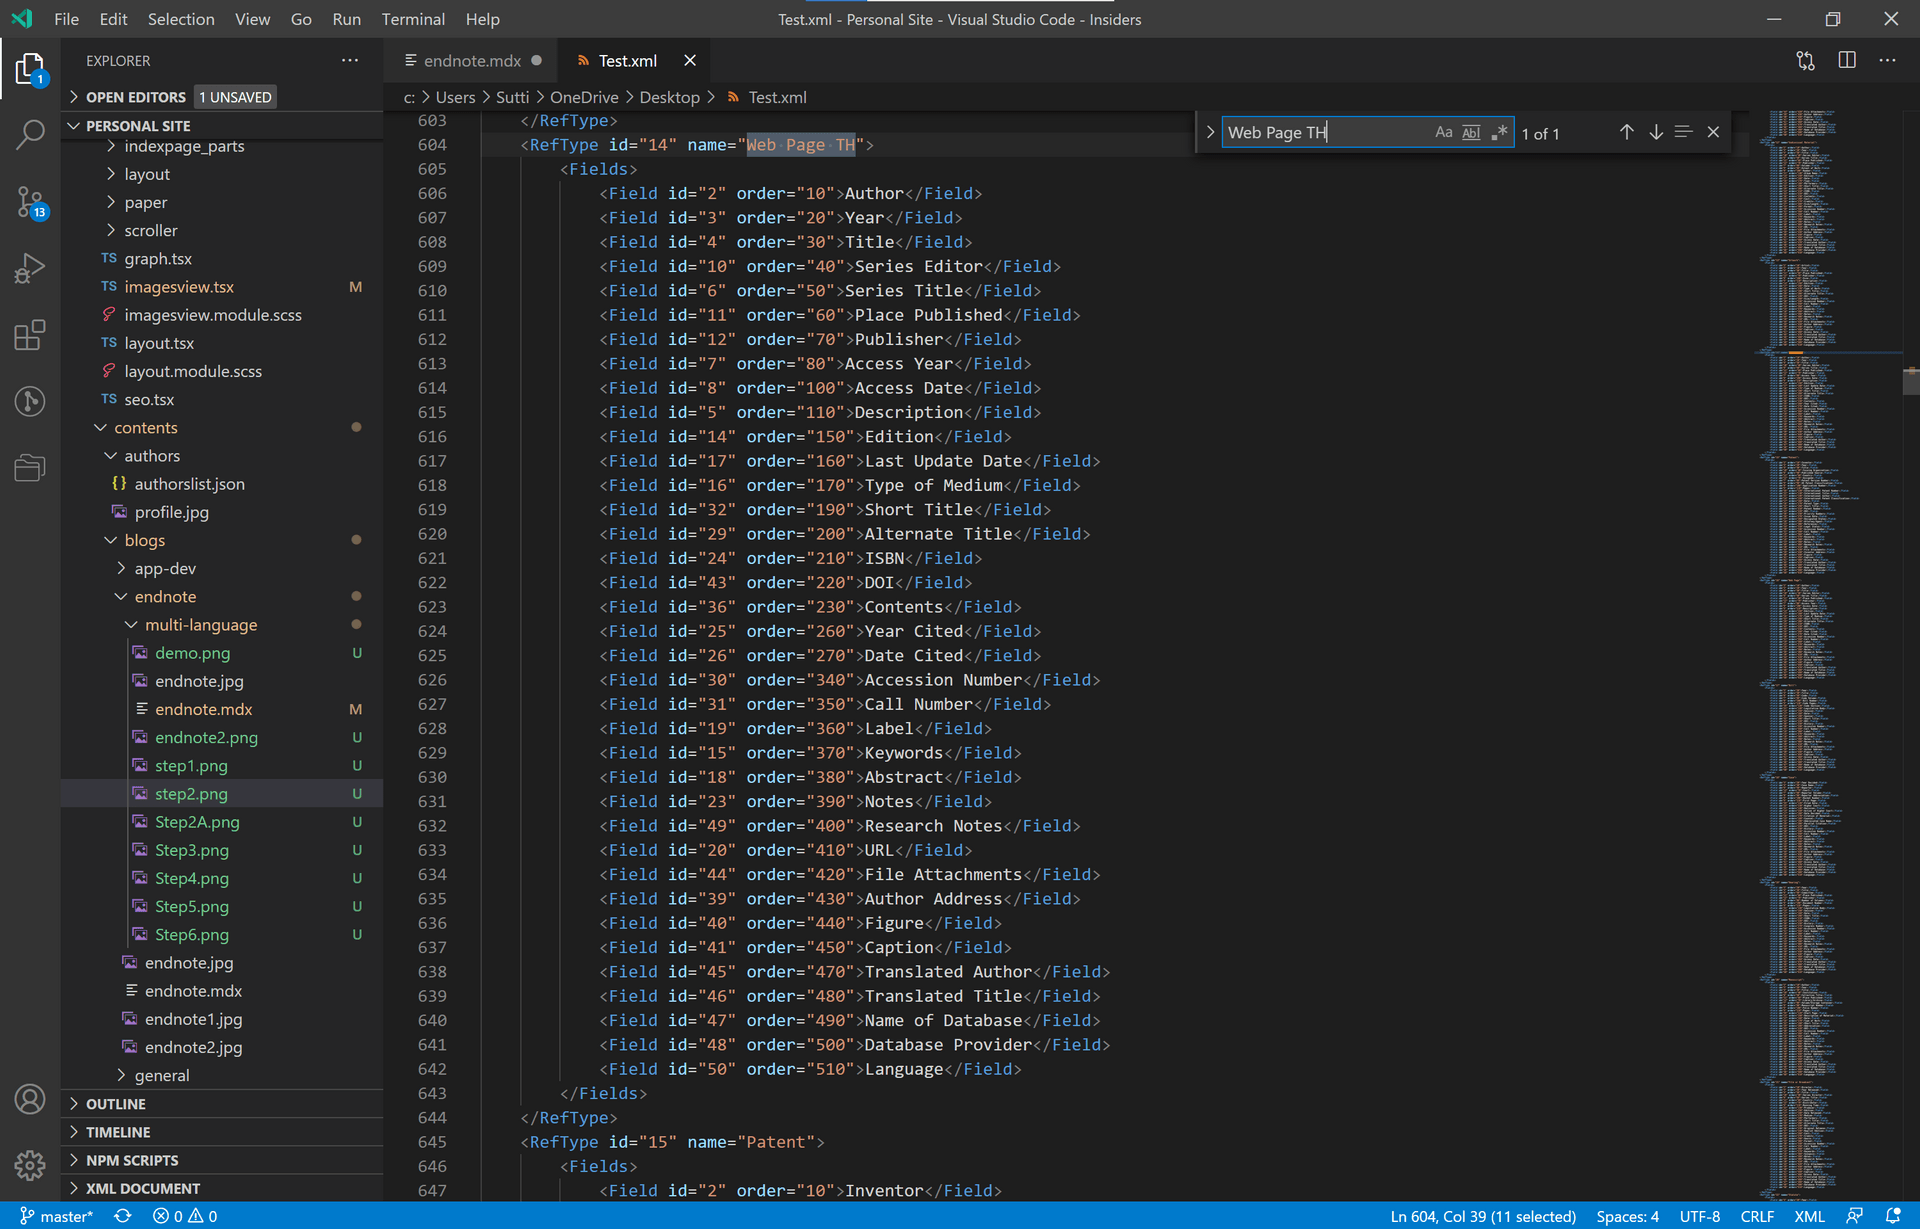 File Edit Selection View Go Run Terminal Help
Test.xml - Personal Site - Visual Studio Code - Insiders
EXPLORER
OPEN EDITORS 1 UNSAVED
PERSONAL SITE
indexpage_parts
layout
paper
scroller
TS graph.tsx
TS imagesview.tsx M
imagesview.module.scss
TS layout.tsx
layout.module.scss
TS seo.tsx
contents
authors
{} authorslist.json
profile.jpg
blogs
app-dev
endnote
multi-language
demo.png U
endnote.jpg
endnote.mdx M
endnote2.png U
step1.png U
step2.png U
Step2A.png U
Step3.png U
Step4.png U
Step5.png U
Step6.png U
endnote.jpg
endnote.mdx
endnote1.jpg
endnote2.jpg
general
OUTLINE
TIMELINE
NPM SCRIPTS
XML DOCUMENT
1
13
endnote.mdx
Test.xml
c: > Users > Sutti > OneDrive > Desktop > Test.xml
Web Page TH Aa Abl .* 1 of 1
603 </RefType>
604 <RefType id="14" name="Web·Page·TH">
605 <Fields>
606 <Field id="2" order="10">Author</Field>
607 <Field id="3" order="20">Year</Field>
608 <Field id="4" order="30">Title</Field>
609 <Field id="10" order="40">Series Editor</Field>
610 <Field id="6" order="50">Series Title</Field>
611 <Field id="11" order="60">Place Published</Field>
612 <Field id="12" order="70">Publisher</Field>
613 <Field id="7" order="80">Access Year</Field>
614 <Field id="8" order="100">Access Date</Field>
615 <Field id="5" order="110">Description</Field>
616 <Field id="14" order="150">Edition</Field>
617 <Field id="17" order="160">Last Update Date</Field>
618 <Field id="16" order="170">Type of Medium</Field>
619 <Field id="32" order="190">Short Title</Field>
620 <Field id="29" order="200">Alternate Title</Field>
621 <Field id="24" order="210">ISBN</Field>
622 <Field id="43" order="220">DOI</Field>
623 <Field id="36" order="230">Contents</Field>
624 <Field id="25" order="260">Year Cited</Field>
625 <Field id="26" order="270">Date Cited</Field>
626 <Field id="30" order="340">Accession Number</Field>
627 <Field id="31" order="350">Call Number</Field>
628 <Field id="19" order="360">Label</Field>
629 <Field id="15" order="370">Keywords</Field>
630 <Field id="18" order="380">Abstract</Field>
631 <Field id="23" order="390">Notes</Field>
632 <Field id="49" order="400">Research Notes</Field>
633 <Field id="20" order="410">URL</Field>
634 <Field id="44" order="420">File Attachments</Field>
635 <Field id="39" order="430">Author Address</Field>
636 <Field id="40" order="440">Figure</Field>
637 <Field id="41" order="450">Caption</Field>
638 <Field id="45" order="470">Translated Author</Field>
639 <Field id="46" order="480">Translated Title</Field>
640 <Field id="47" order="490">Name of Database</Field>
641 <Field id="48" order="500">Database Provider</Field>
642 <Field id="50" order="510">Language</Field>
643 </Fields>
644 </RefType>
645 <RefType id="15" name="Patent">
646 <Fields>
647 <Field id="2" order="10">Inventor</Field>
master* 0 0
Ln 604, Col 39 (11 selected) Spaces: 4 UTF-8 CRLF XML